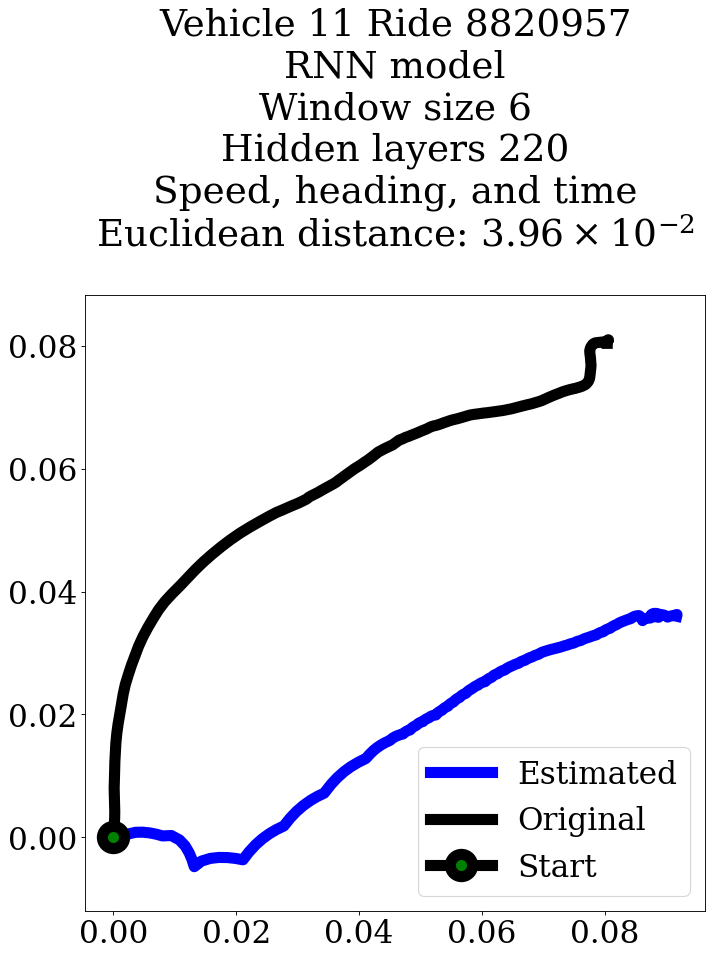 Vehicle 11 Ride 8820957
RNN model
Window size 6
Hidden layers 220
Speed, heading, and time
Euclidean distance: 3.96 × 10⁻²
0.08
0.06
0.04
0.02
0.00
Estimated
Original
Start
0.00 0.02 0.04 0.06 0.08